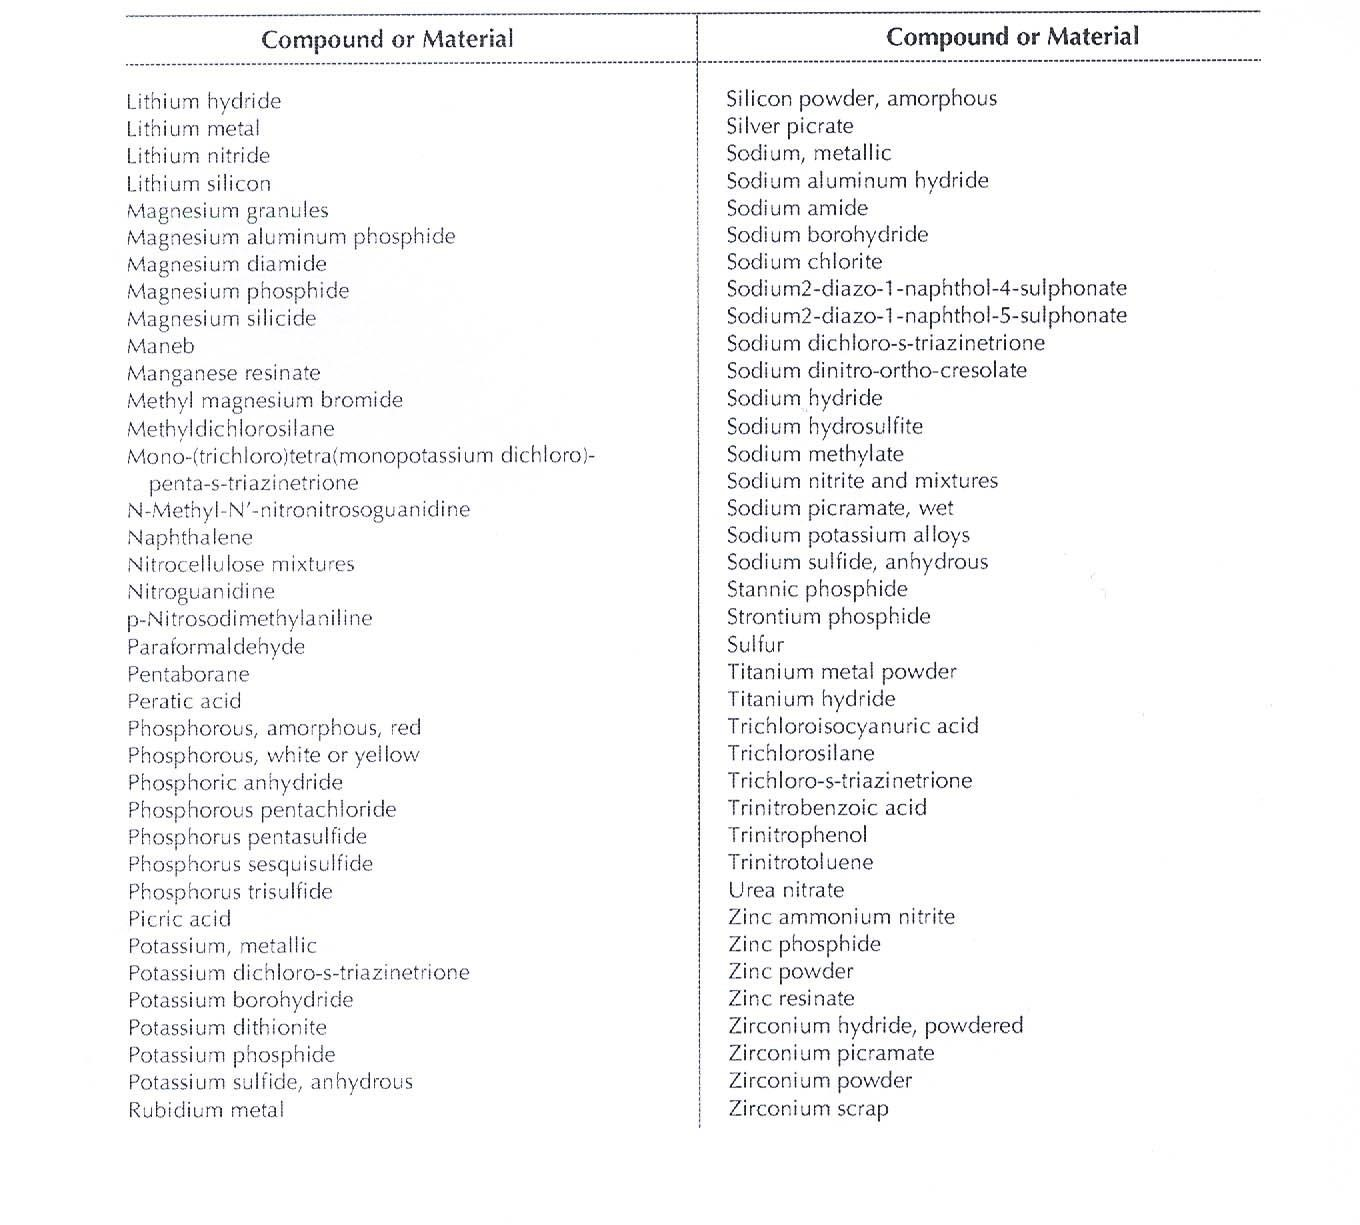 Compound or Material
Lithium hydride
Lithium metal
Lithium nitride
Lithium silicon
Magnesium granules
Magnesium aluminum phosphide
Magnesium diamide
Magnesium phosphide
Magnesium silicide
Maneb
Manganese resinate
Methyl magnesium bromide
Methyldichlorosilane
Mono-(trichloro)tetra(monopotassium dichloro)-
penta-s-triazinetrione
N-Methyl-N'-nitronitrosoguanidine
Naphthalene
Nitrocellulose mixtures
Nitroguanidine
p-Nitrosodimethylaniline
Paraformaldehyde
Pentaborane
Peratic acid
Phosphorous, amorphous, red
Phosphorous, white or yellow
Phosphoric anhydride
Phosphorous pentachloride
Phosphorus pentasulfide
Phosphorus sesquisulfide
Phosphorus trisulfide
Picric acid
Potassium, metallic
Potassium dichloro-s-triazinetrione
Potassium borohydride
Potassium dithionite
Potassium phosphide
Potassium sulfide, anhydrous
Rubidium metal
Compound or Material
Silicon powder, amorphous
Silver picrate
Sodium, metallic
Sodium aluminum hydride
Sodium amide
Sodium borohydride
Sodium chlorite
Sodium2-diazo-1-naphthol-4-sulphonate
Sodium2-diazo-1-naphthol-5-sulphonate
Sodium dichloro-s-triazinetrione
Sodium dinitro-ortho-cresolate
Sodium hydride
Sodium hydrosulfite
Sodium methylate
Sodium nitrite and mixtures
Sodium picramate, wet
Sodium potassium alloys
Sodium sulfide, anhydrous
Stannic phosphide
Strontium phosphide
Sulfur
Titanium metal powder
Titanium hydride
Trichloroisocyanuric acid
Trichlorosilane
Trichloro-s-triazinetrione
Trinitrobenzoic acid
Trinitrophenol
Trinitrotoluene
Urea nitrate
Zinc ammonium nitrite
Zinc phosphide
Zinc powder
Zinc resinate
Zirconium hydride, powdered
Zirconium picramate
Zirconium powder
Zirconium scrap